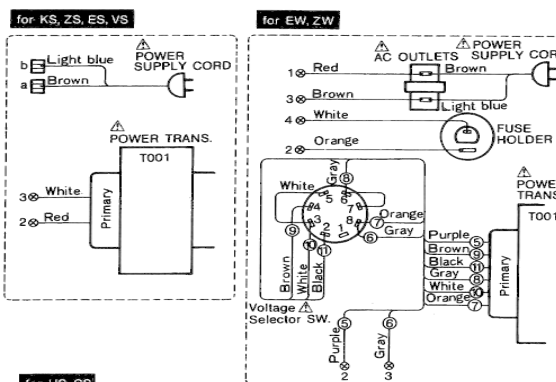 for KS, ZS, ES, VS
b Light blue
a Brown
POWER
SUPPLY CORD
POWER TRANS.
T001
Primary
3 White
2 Red
for EW, ZW
AC OUTLETS
POWER
SUPPLY CORD
1 Red
Brown
3 Brown
Light blue
4 White
FUSE
HOLDER
2 Orange
Gray
8
White
5 6
4 7
3 8
2 1
9
10
11
7 Orange
6 Gray
Brown
White
Black
Voltage
Selector SW.
POWE
TRANS
T001
Primary
Purple 5
Brown 9
Black 11
Gray 8
White 10
Orange 7
5 6
Purple
Gray
2 3